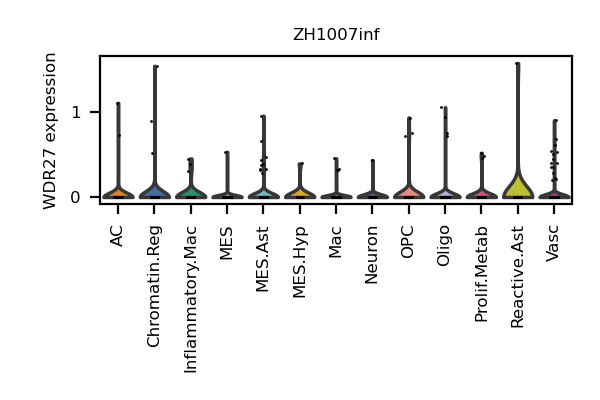 ZH1007inf
WDR27 expression
1
0
AC
Chromatin.Reg
Inflammatory.Mac
MES
MES.Ast
MES.Hyp
Mac
Neuron
OPC
Oligo
Prolif.Metab
Reactive.Ast
Vasc